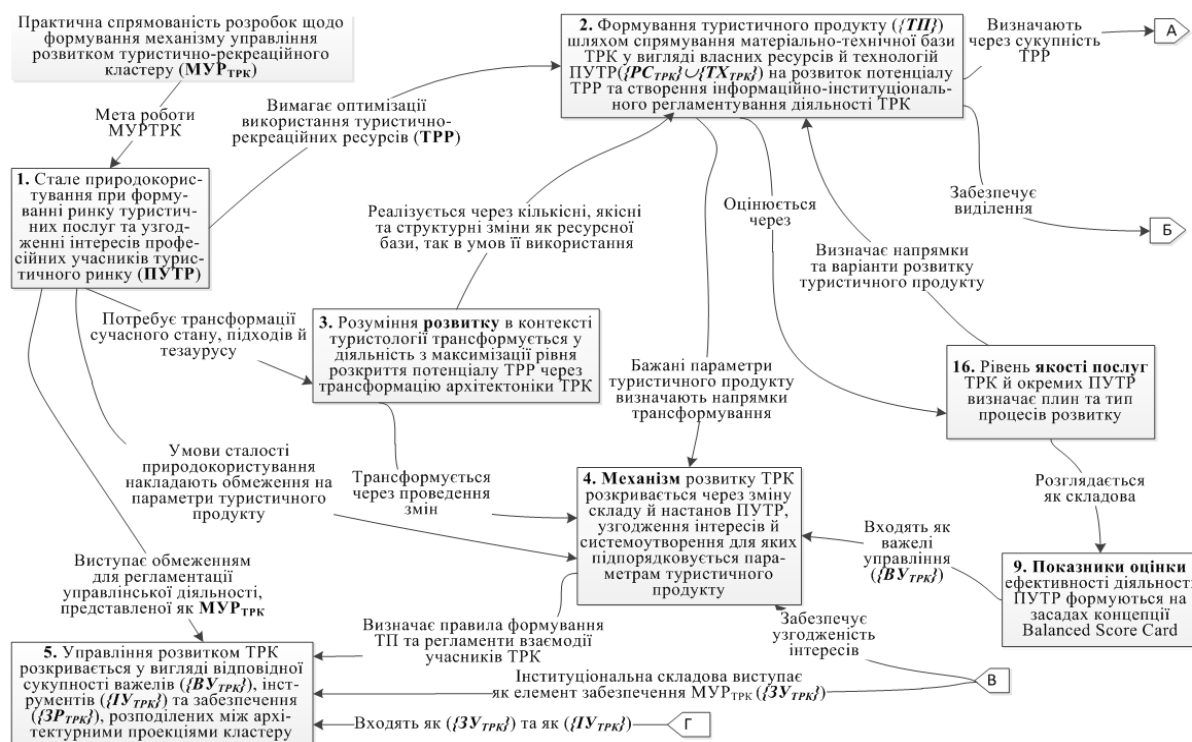 Практична спрямованість розробок щодо
формування механізму управління
розвитком туристично-рекреаційного
кластеру (МУРТРК)
Мета роботи
МУРТРК
Вимагає оптимізації
використання туристично-
рекреаційних ресурсів (ТРР)
2. Формування туристичного продукту ({ТП})
шляхом спрямування матеріально-технічної бази
ТРК у вигляді власних ресурсів й технологій
ПУТР({РСТРК}∪{ТХТРК}) на розвиток потенціалу
ТРР та створення інформаційно-інституціональ-
ного регламентування діяльності ТРК
Визначають
через сукупність
ТРР
А
Забезпечує
виділення
Б
1. Стале природокорис-
тування при форму-
ванні ринку туристич-
них послуг та узгод-
женні інтересів профе-
сійних учасників турис-
тичного ринку (ПУТР)
Реалізується через кількісні, якісні
та структурні зміни як ресурсної
бази, так в умов її використання
Оцінюється
через
Визначає напрямки
та варіанти розвитку
туристичного продукту
Потребує трансформації
сучасного стану, підходів й
тезаурусу
3. Розуміння розвитку в контексті
туристології трансформується у
діяльність з максимізації рівня
розкриття потенціалу ТРР через
трансформацію архітектоніки ТРК
Бажані параметри
туристичного продукту
визначають напрямки
трансформування
16. Рівень якості послуг
ТРК й окремих ПУТР
визначає плин та тип
процесів розвитку
Умови сталості
природокористування
накладають обмеження на
параметри туристичного
продукту
Трансформується
через проведення
змін
4. Механізм розвитку ТРК
розкривається через зміну
складу й настанов ПУТР,
узгодження інтересів й
системоутворення для яких
підпорядковується пара-
метрам туристичного
продукту
Розглядається
як складова
Входять як
важелі
управління
({ВУТРК})
9. Показники оцінки
ефективності діяльності
ПУТР формуються на
засадах концепції
Balanced Score Card
Виступає обмеженням
для регламентації
управлінської діяльності,
представленої як МУРТРК
Визначає правила формування
ТП та регламенти взаємодії
учасників ТРК
Забезпечує
узгодженість
інтересів
5. Управління розвитком ТРК
розкривається у вигляді відповідної
сукупності важелів ({ВУТРК}), інст-
рументів ({ІУТРК}) та забезпечення
({ЗРТРК}), розподілених між архі-
тектурними проекціями кластеру
Інституціональна складова виступає
як елемент забезпечення МУРТРК ({ЗУТРК})
В
Входять як ({ЗУТРК}) та як ({ІУТРК})
Г